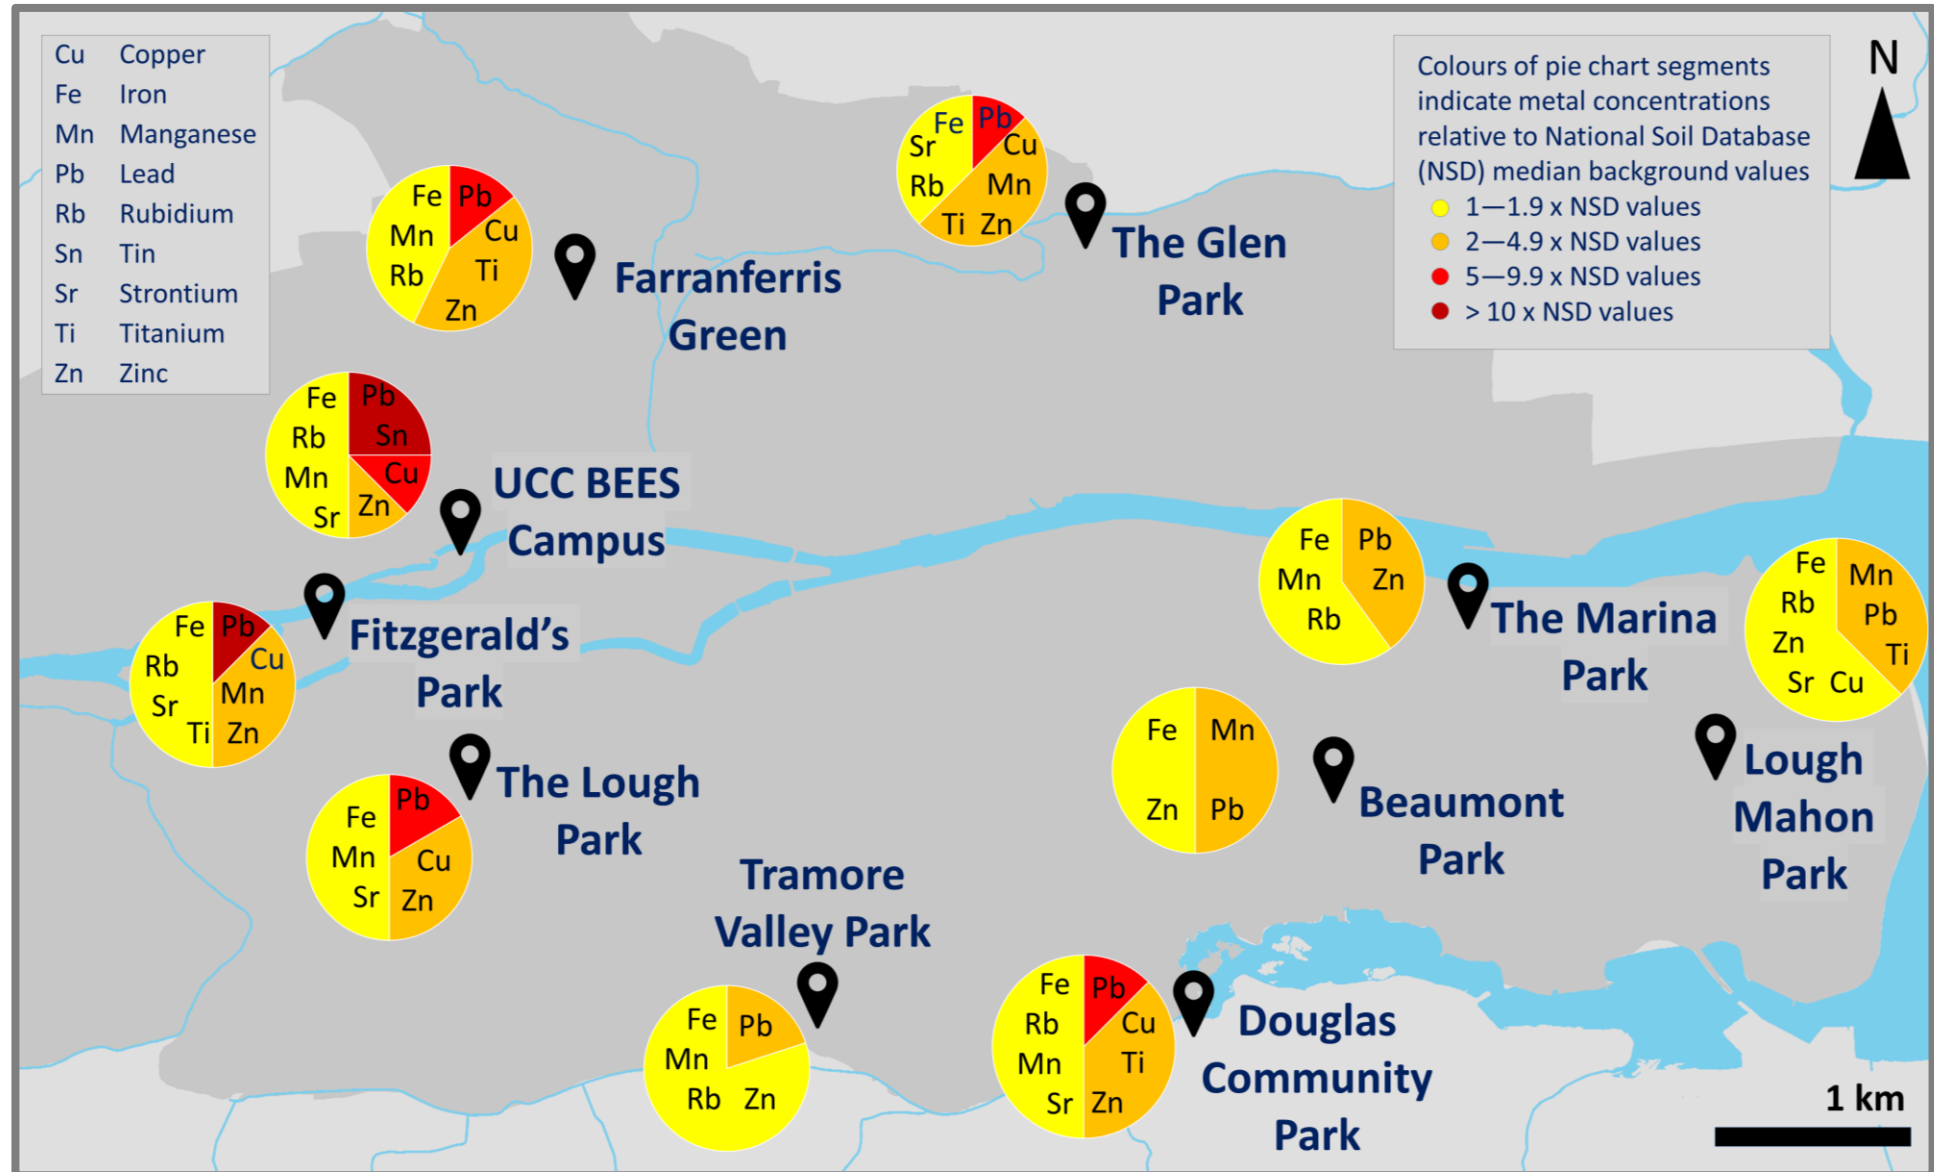 Cu Copper
Fe Iron
Mn Manganese
Pb Lead
Rb Rubidium
Sn Tin
Sr Strontium
Ti Titanium
Zn Zinc
Colours of pie chart segments
indicate metal concentrations
relative to National Soil Database
(NSD) median background values
1—1.9 x NSD values
2—4.9 x NSD values
5—9.9 x NSD values
> 10 x NSD values
N
Fe Pb
Sr Cu
Rb Mn
Ti Zn
The Glen
Park
Fe Pb
Mn Cu
Rb Ti
Zn
Farranferris
Green
Fe Pb
Rb Sn
Mn Cu
Sr Zn
UCC BEES
Campus
Fe Pb
Rb Cu
Sr Mn
Ti Zn
Fitzgerald’s
Park
Fe Pb
Mn Zn
Rb
The Marina
Park
Fe Mn
Rb Pb
Zn Ti
Sr Cu
Lough
Mahon
Park
Fe Mn
Zn Pb
Beaumont
Park
Fe Pb
Mn Cu
Sr Zn
The Lough
Park
Tramore
Valley Park
Fe Pb
Mn
Rb Zn
Fe Pb
Rb Cu
Mn Ti
Sr Zn
Douglas
Community
Park
1 km